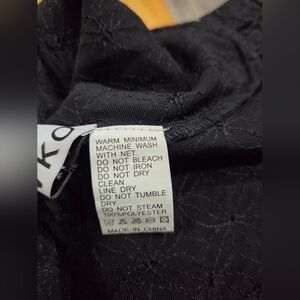 KO
WARM MINIMUM
MACHINE WASH
WITH NET.
DO NOT BLEACH
DO NOT IRON
DO NOT DRY
CLEAN
LINE DRY
DO NOT TUMBLE
DRY
DO NOT STEAM
100%POLYESTER
MADE IN CHINA